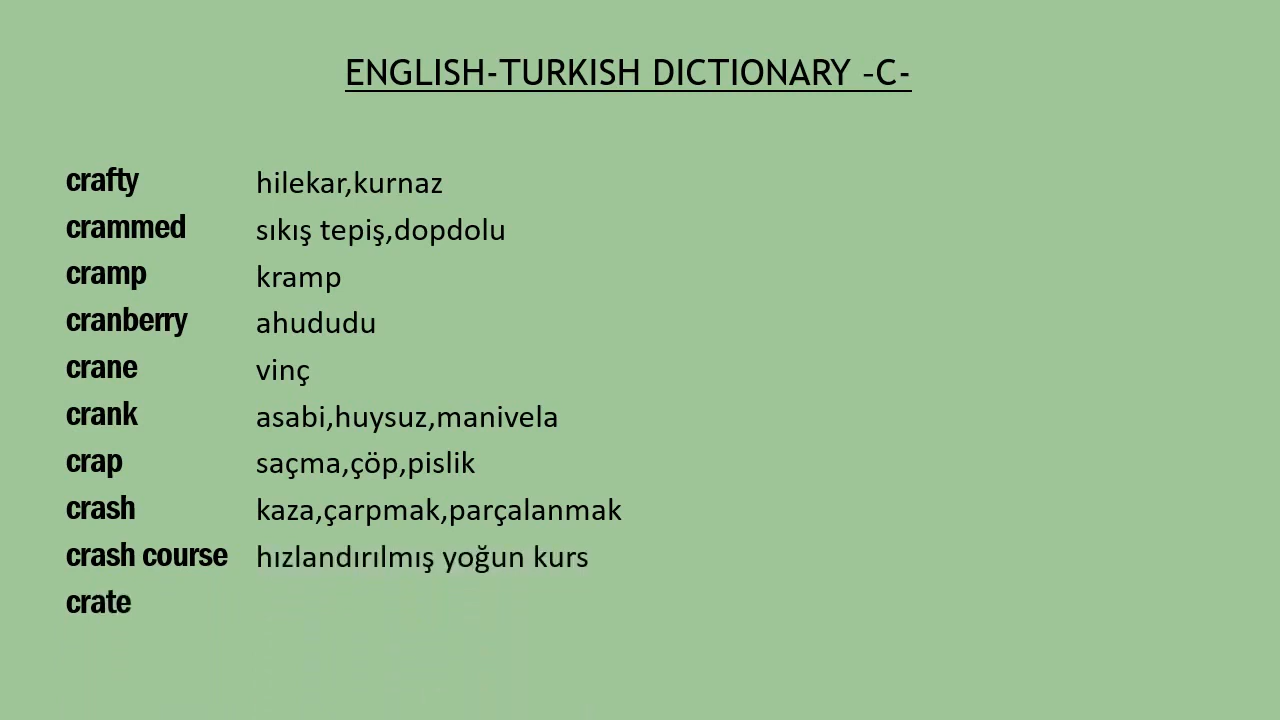 ENGLISH-TURKISH DICTIONARY –C-
crafty hilekar,kurnaz
crammed sıkış tepiş,dopdolu
cramp kramp
cranberry ahududu
crane vinç
crank asabi,huysuz,manivela
crap saçma,çöp,pislik
crash kaza,çarpmak,parçalanmak
crash course hızlandırılmış yoğun kurs
crate